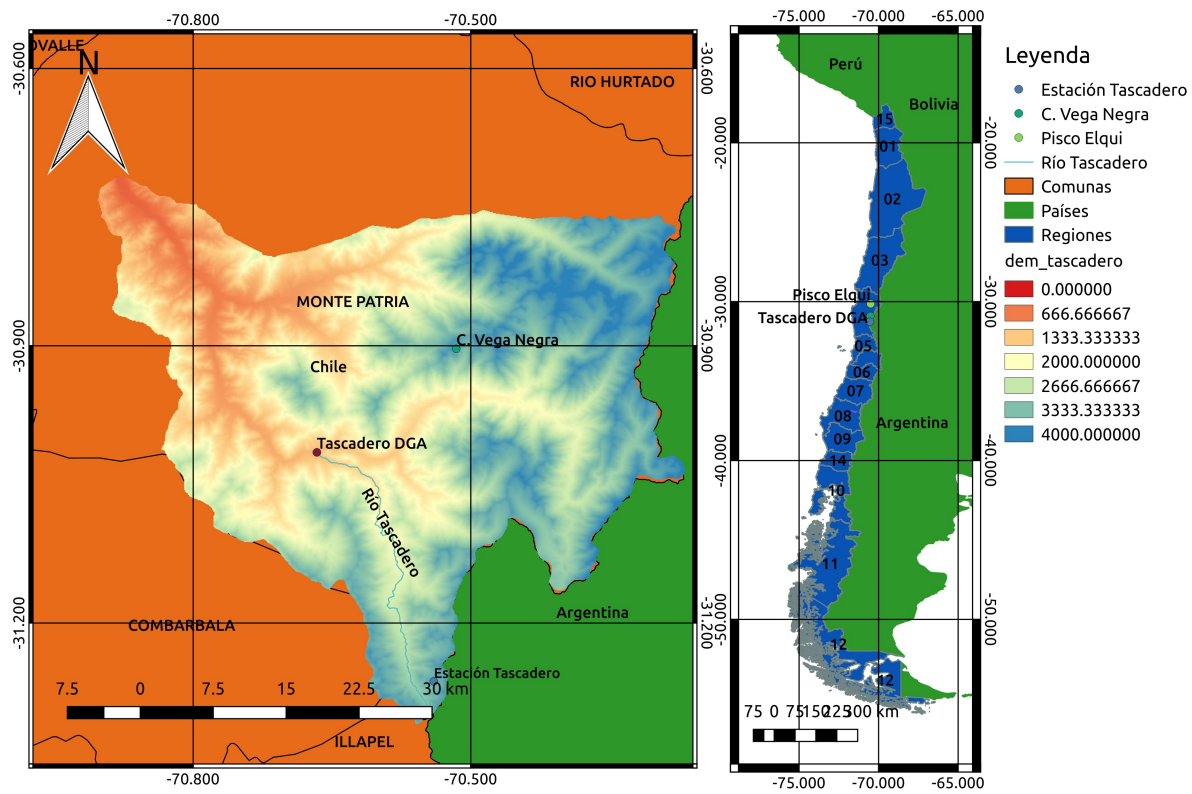 -70.800
-70.500
-30.600
-30.600
OVALLE
N
RIO HURTADO
MONTE PATRIA
-30.900
-30.900
C. Vega Negra
Chile
Tascadero DGA
Río Tascadero
-31.200
-31.200
COMBARBALA
Argentina
Estación Tascadero
7.5 0 7.5 15 22.5 30 km
ILLAPEL
-70.800
-70.500
-75.000
-70.000
-65.000
Perú
Bolivia
15
-20.000
-20.000
01
02
03
Pisco Elqui
-30.000
-30.000
Tascadero DGA
05
06
07
08
Argentina
09
14
-40.000
-40.000
10
11
-50.000
-50.000
12
12
75 0 75 150 225 300 km
-75.000
-70.000
-65.000
Leyenda
Estación Tascadero
C. Vega Negra
Pisco Elqui
Río Tascadero
Comunas
Países
Regiones
dem_tascadero
0.000000
666.666667
1333.333333
2000.000000
2666.666667
3333.333333
4000.000000